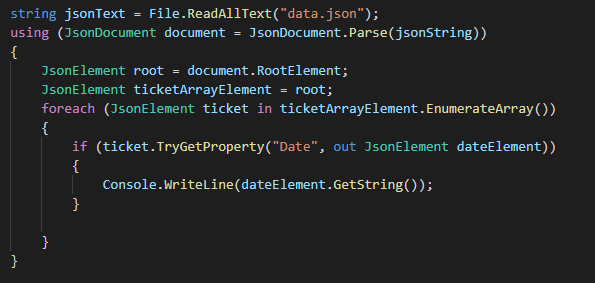 string jsonText = File.ReadAllText("data.json");
using (JsonDocument document = JsonDocument.Parse(jsonString))
{
    JsonElement root = document.RootElement;
    JsonElement ticketArrayElement = root;
    foreach (JsonElement ticket in ticketArrayElement.EnumerateArray())
    {
        if (ticket.TryGetProperty("Date", out JsonElement dateElement))
        {
            Console.WriteLine(dateElement.GetString());
        }

    }
}